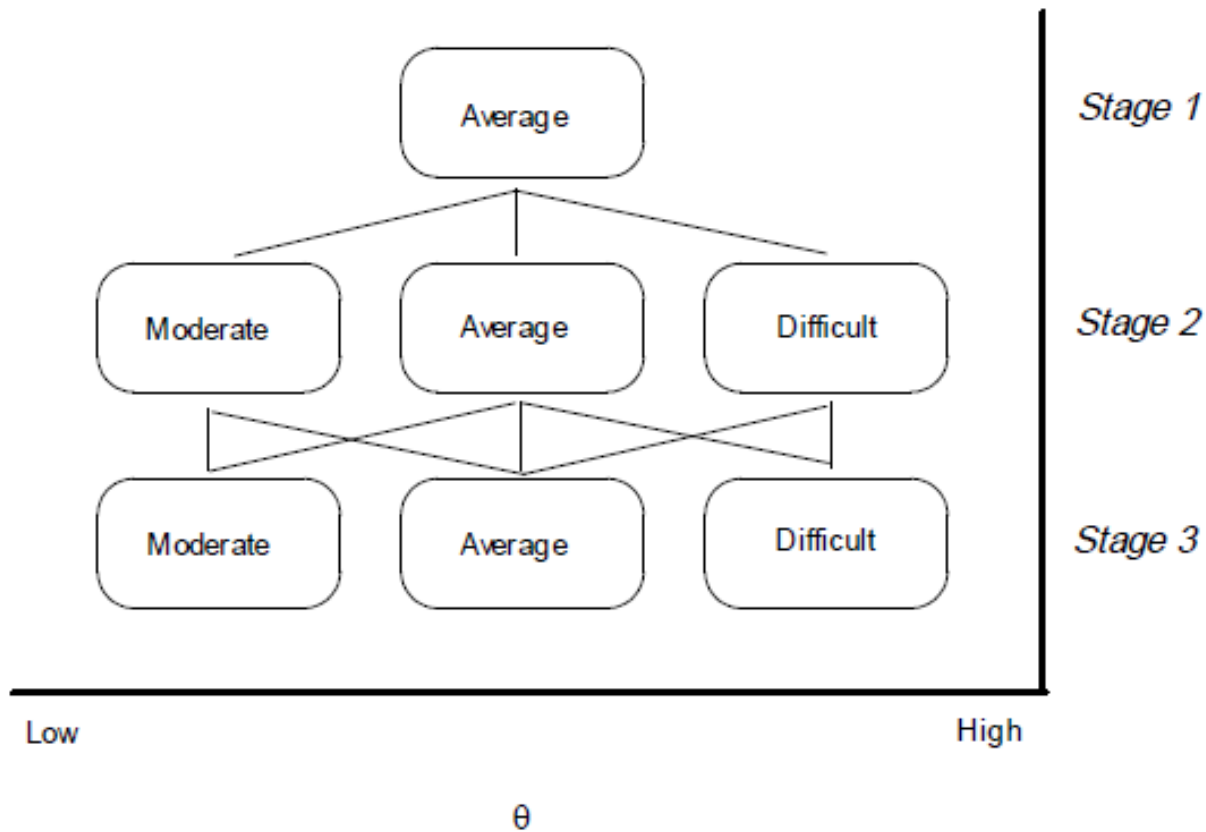 Average
Stage 1
Moderate
Average
Difficult
Stage 2
Moderate
Average
Difficult
Stage 3
Low
High
θ